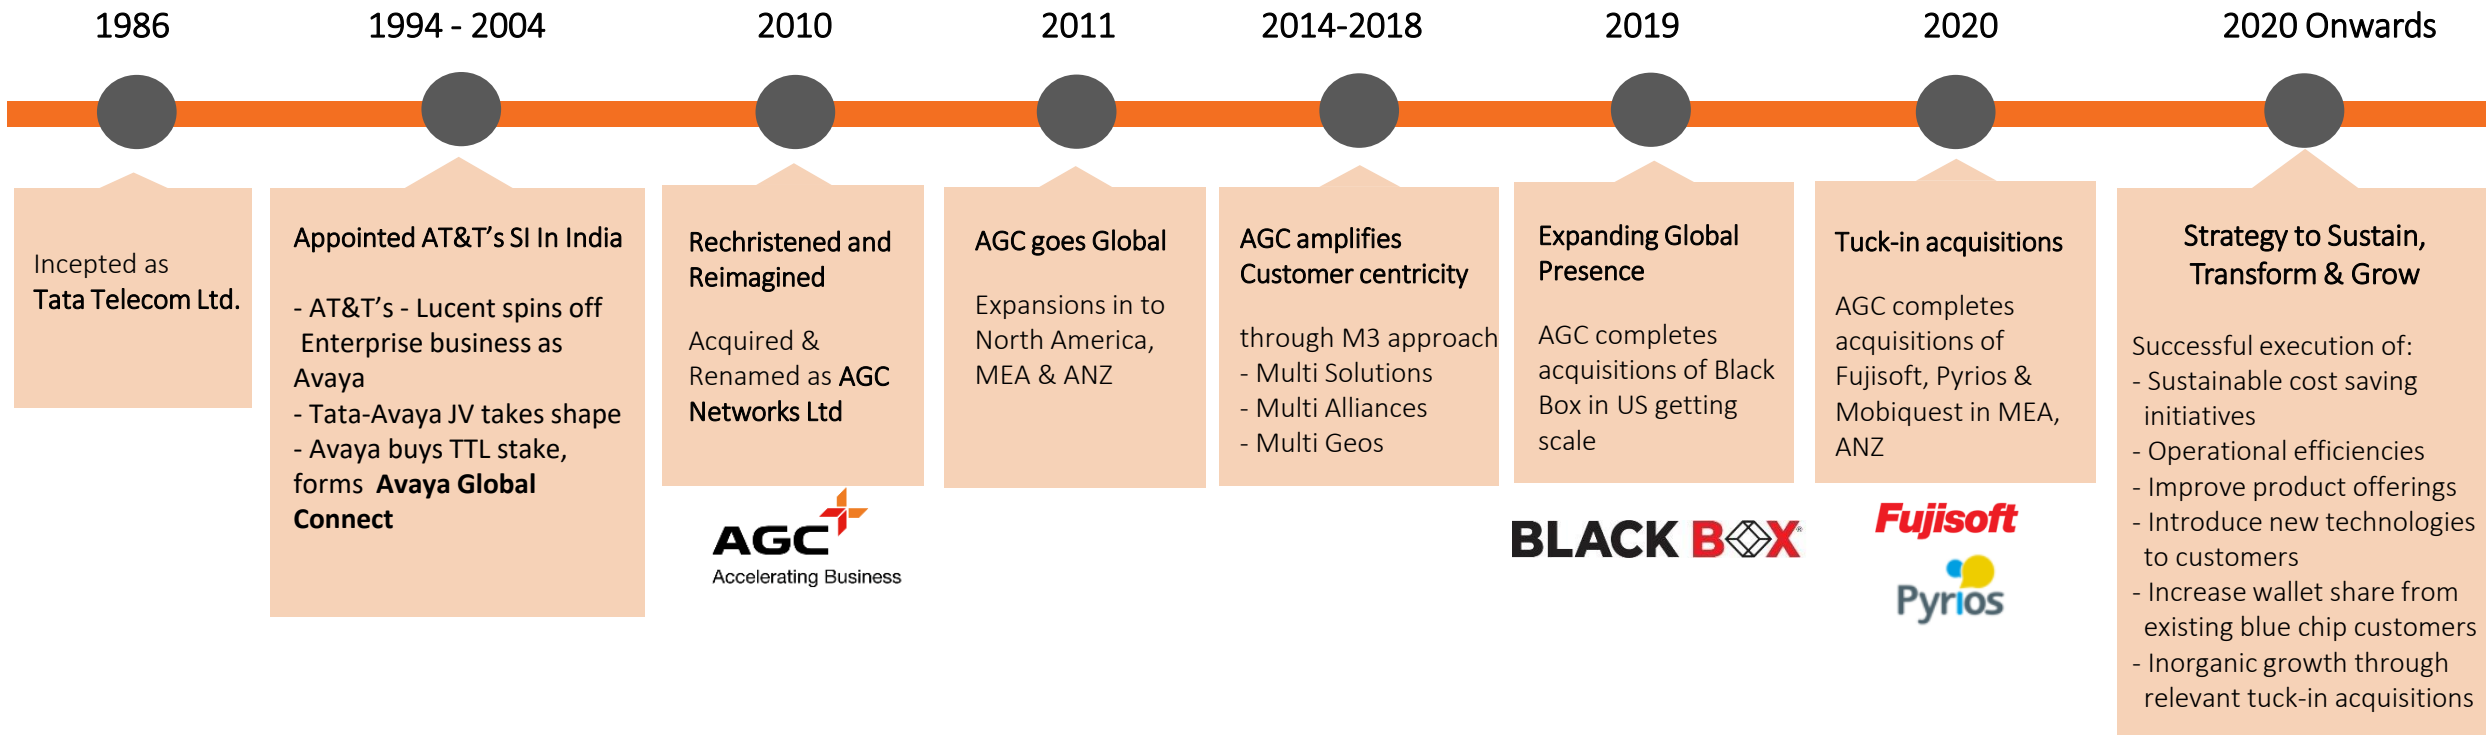 1986
1994 - 2004
2010
2011
2014-2018
2019
2020
2020 Onwards
Incepted as
Tata Telecom Ltd.
Appointed AT&T’s SI In India
- AT&T’s - Lucent spins off
Enterprise business as
Avaya
- Tata-Avaya JV takes shape
- Avaya buys TTL stake,
forms Avaya Global
Connect
Rechristened and
Reimagined
Acquired &
Renamed as AGC
Networks Ltd
AGC
Accelerating Business
AGC goes Global
Expansions in to
North America,
MEA & ANZ
AGC amplifies
Customer centricity
through M3 approach
- Multi Solutions
- Multi Alliances
- Multi Geos
Expanding Global
Presence
AGC completes
acquisitions of Black
Box in US getting
scale
BLACK BOX®
Tuck-in acquisitions
AGC completes
acquisitions of
Fujisoft, Pyrios &
Mobiquest in MEA,
ANZ
Fujisoft
Pyrios
Strategy to Sustain,
Transform & Grow
Successful execution of:
- Sustainable cost saving
initiatives
- Operational efficiencies
- Improve product offerings
- Introduce new technologies
to customers
- Increase wallet share from
existing blue chip customers
- Inorganic growth through
relevant tuck-in acquisitions